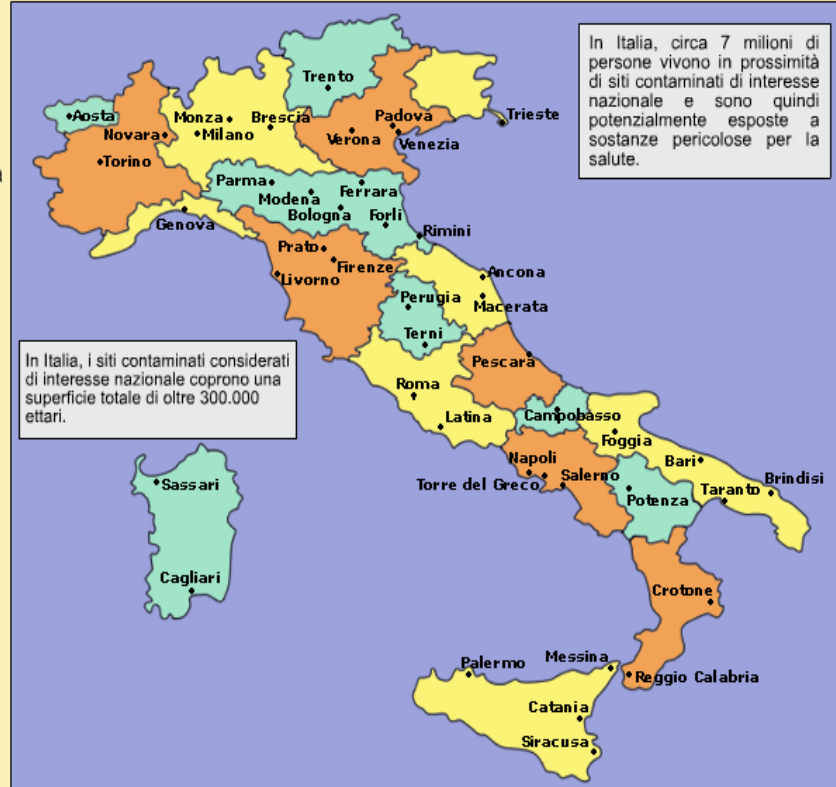 In Italia, circa 7 milioni di
persone vivono in prossimità
di siti contaminati di interesse
nazionale e sono quindi
potenzialmente esposte a
sostanze pericolose per la
salute.
Trento
Aosta
Monza
Brescia
Padova
Trieste
Novara
Milano
Verona
Venezia
Torino
Parma
Ferrara
Modena
Bologna
Forli
Genova
Rimini
Prato
Firenze
Livorno
Ancona
Perugia
Macerata
Terni
In Italia, i siti contaminati considerati
di interesse nazionale coprono una
superficie totale di oltre 300.000
ettari.
Pescara
Roma
Latina
Campobasso
Foggia
Napoli
Bari
Salerno
Torre del Greco
Brindisi
Taranto
Potenza
Sassari
Cagliari
Crotone
Messina
Palermo
Reggio Calabria
Catania
Siracusa